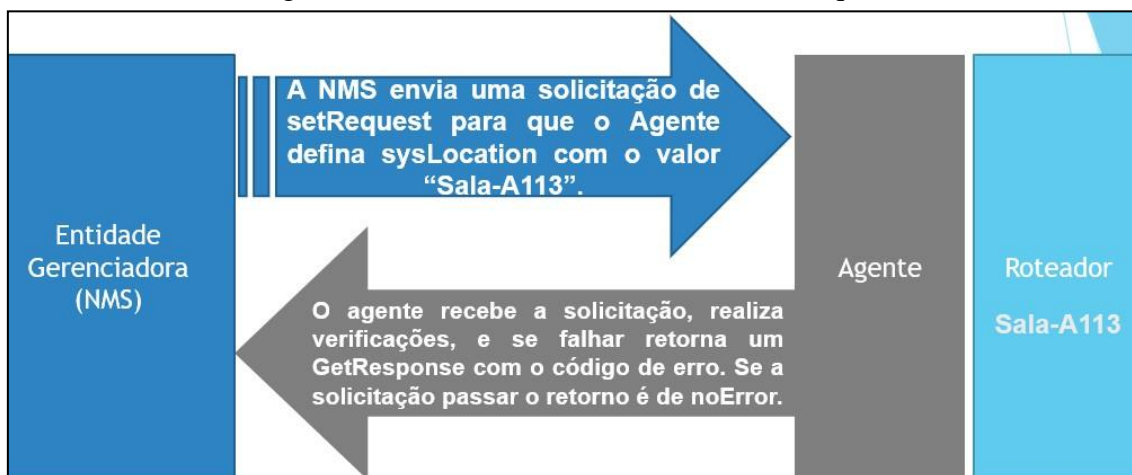 A NMS envia uma solicitação de
setRequest para que o Agente
defina sysLocation com o valor
“Sala-A113”.
Entidade
Gerenciadora
(NMS)
O agente recebe a solicitação, realiza
verificações, e se falhar retorna um
GetResponse com o código de erro. Se a
solicitação passar o retorno é de noError.
Agente
Roteador
Sala-A113